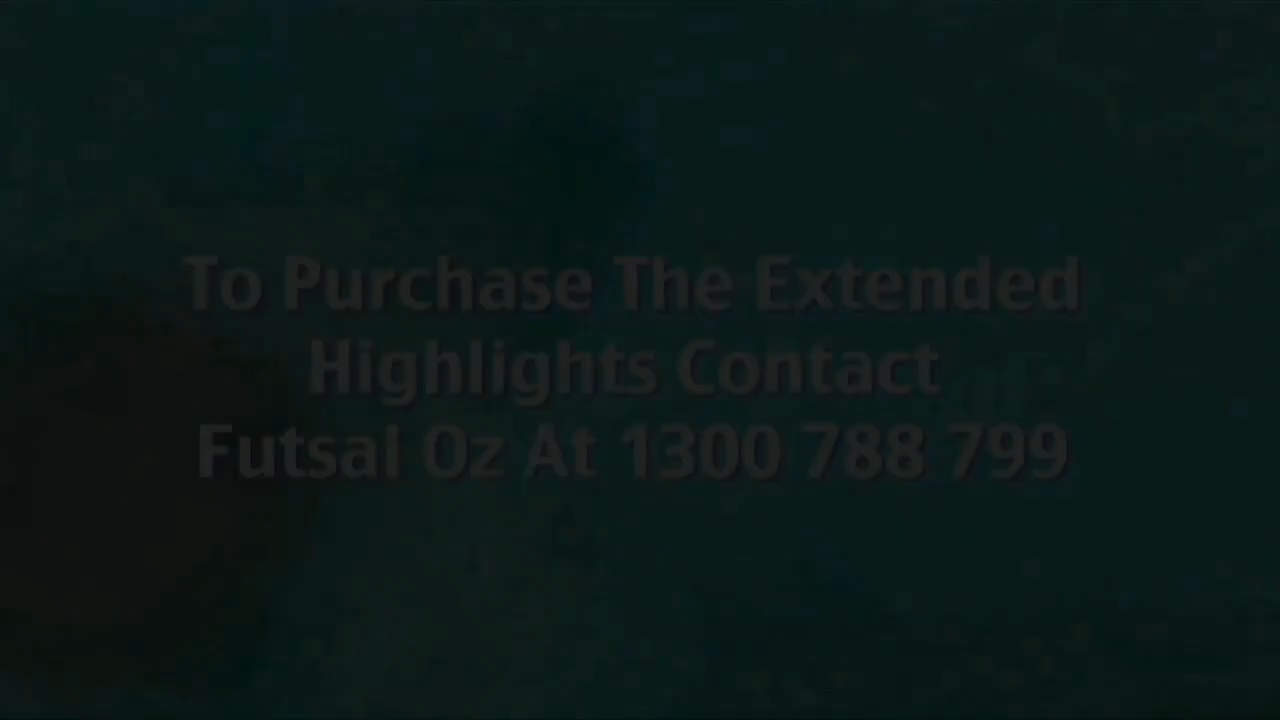 To Purchase The Extended
Highlights Contact
Futsal Oz At 1300 788 799